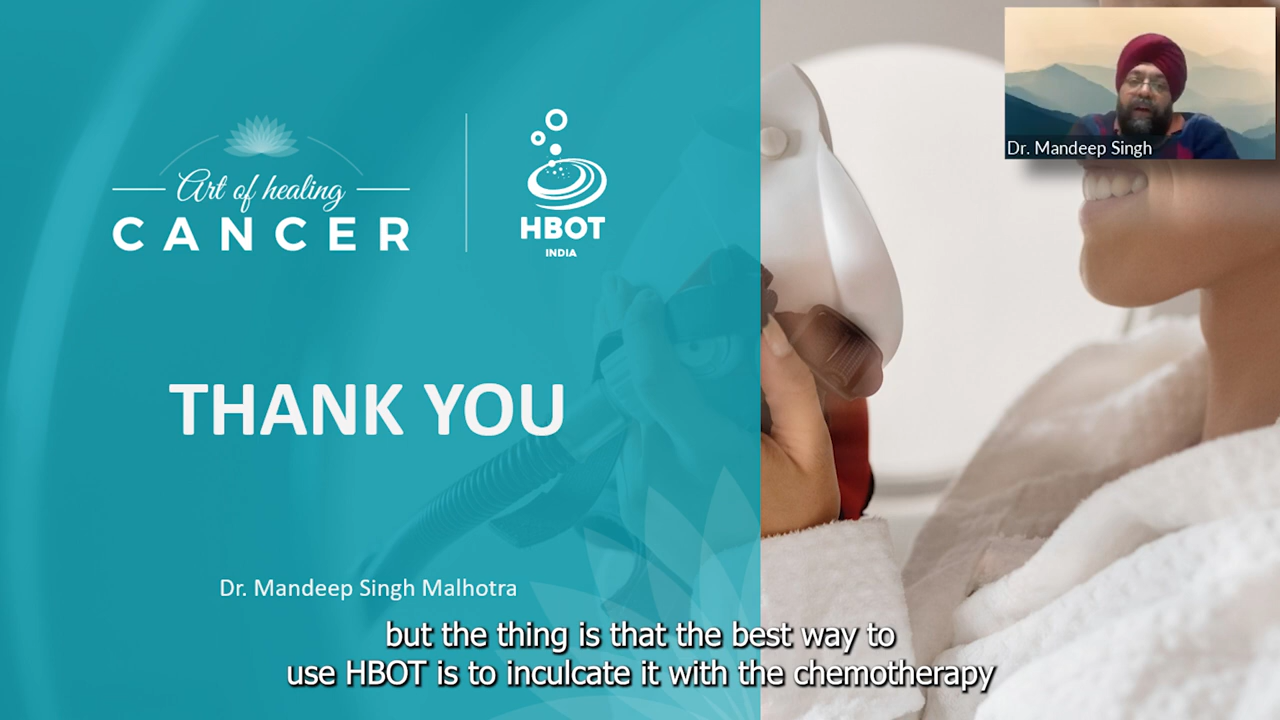 Art of healing
CANCER
HBOT
INDIA
Dr. Mandeep Singh
THANK YOU
Dr. Mandeep Singh Malhotra
but the thing is that the best way to
use HBOT is to inculcate it with the chemotherapy